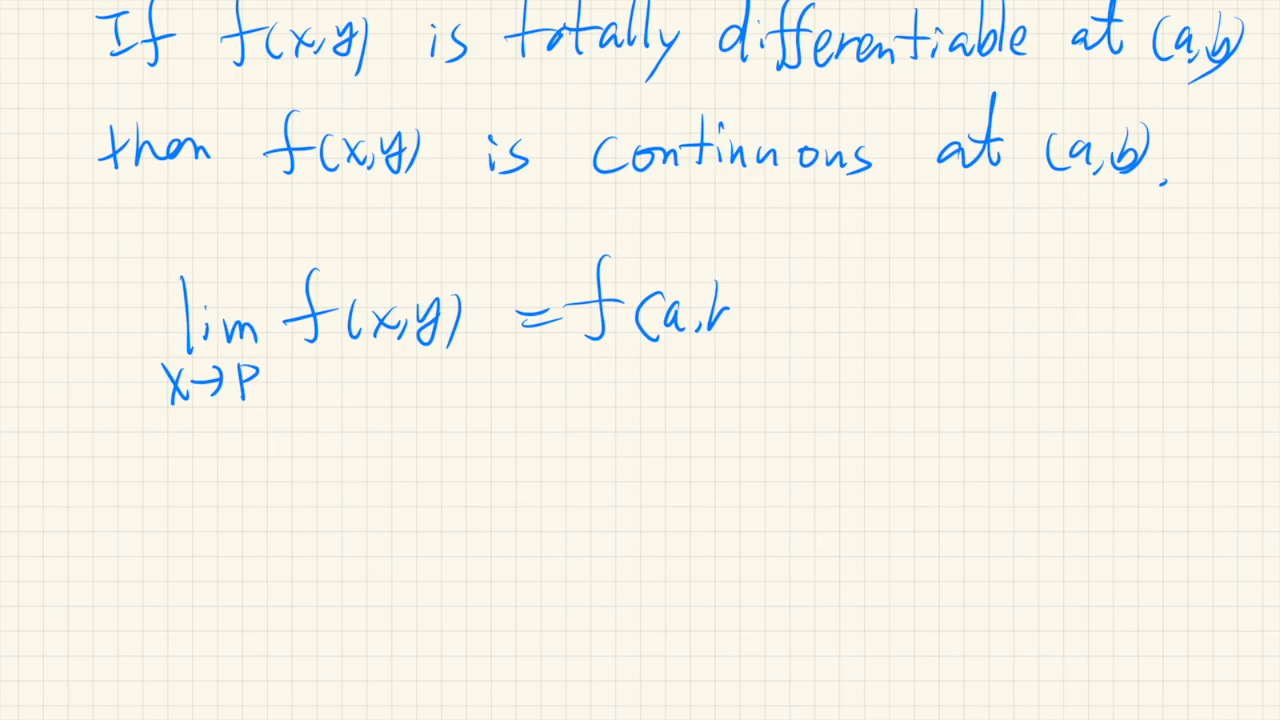 If f(x,y) is totally differentiable at (a,b)
then f(x,y) is continuous at (a,b).
lim f(x,y) = f(a,
x→p